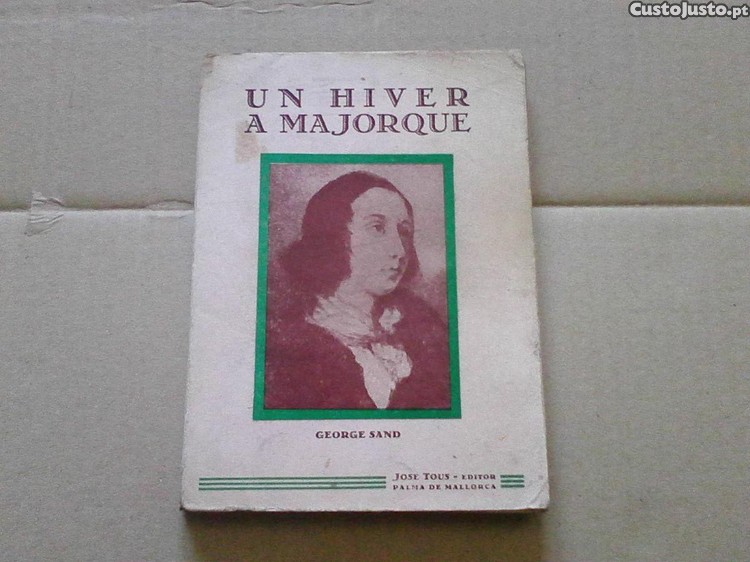 CustoJusto.pt
UN HIVER
A MAJORQUE
GEORGE SAND
JOSE TOUS - EDITOR
PALMA DE MALLORCA